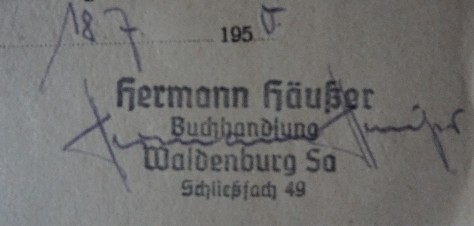 18.7. 195
Hermann Häußer
Buchhandlung
Waldenburg Sa
Schließfach 49